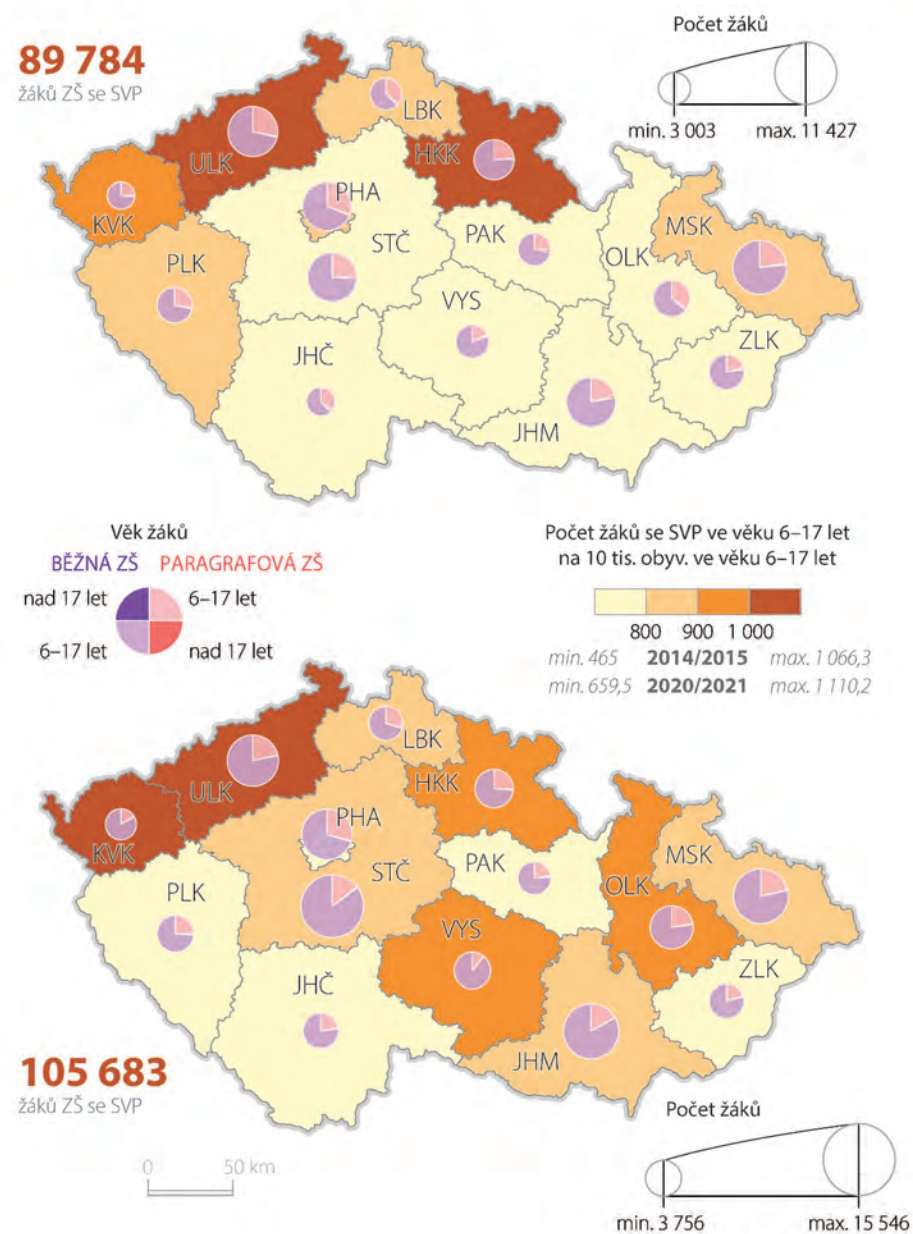 89 784
žáků ZŠ se SVP
Počet žáků
min. 3 003 max. 11 427
LBK
ULK
HKK
KVK
PHA
STČ
PAK
MSK
OLK
PLK
VYS
ZLK
JHČ
JHM
Věk žáků
BĚŽNÁ ZŠ PARAGRAFOVÁ ZŠ
nad 17 let 6–17 let
6–17 let nad 17 let
Počet žáků se SVP ve věku 6–17 let
na 10 tis. obyv. ve věku 6–17 let
800 900 1 000
min. 465 2014/2015 max. 1 066,3
min. 659,5 2020/2021 max. 1 110,2
LBK
ULK
HKK
KVK
PHA
STČ
PAK
MSK
OLK
PLK
VYS
ZLK
JHČ
JHM
105 683
žáků ZŠ se SVP
0 50 km
Počet žáků
min. 3 756 max. 15 546